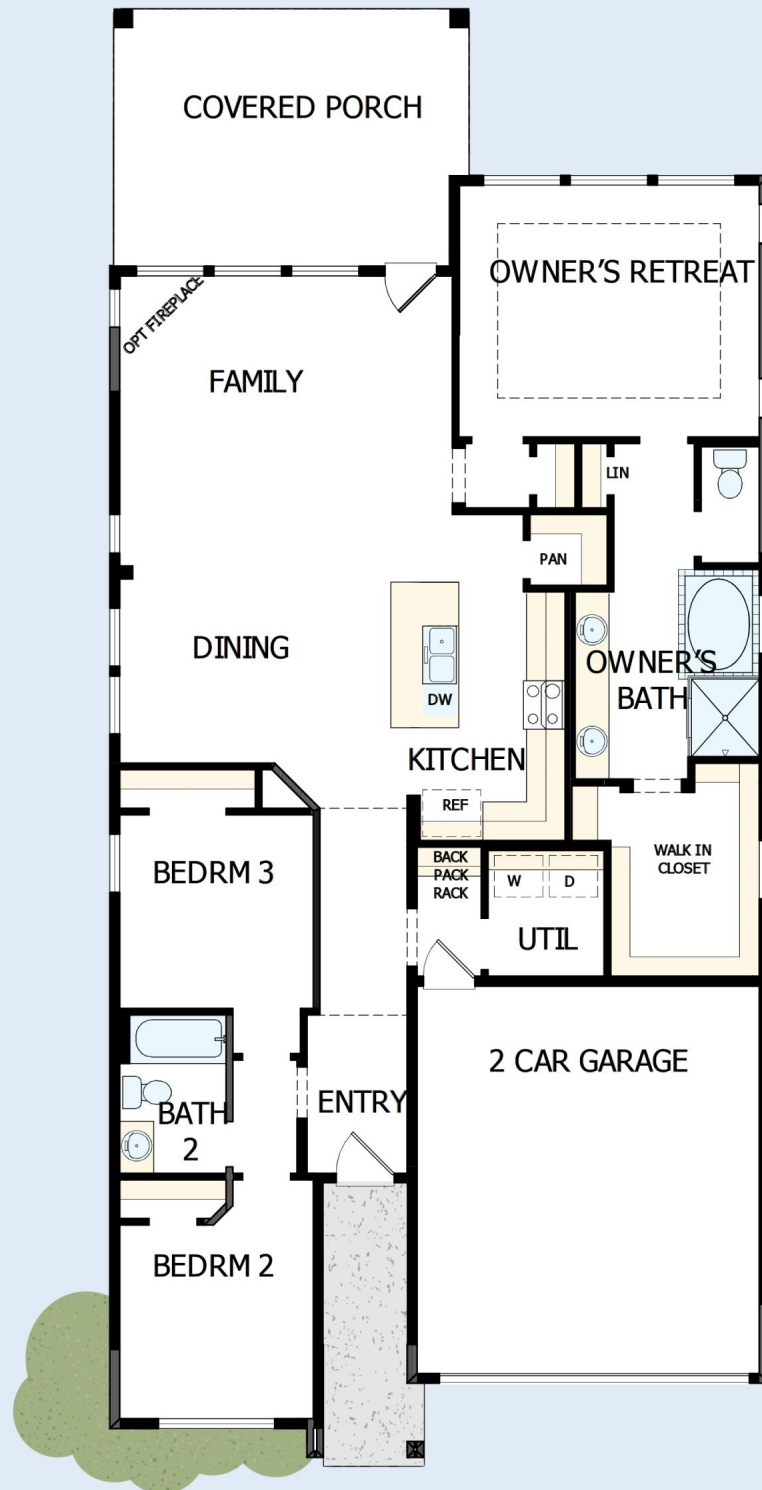 COVERED PORCH
OWNER'S RETREAT
OPT FIREPLACE
FAMILY
LIN
PAN
DINING
OWNER'S
BATH
DW
KITCHEN
REF
BACK
PACK
RACK
W
D
WALK IN
CLOSET
BEDRM 3
UTIL
2 CAR GARAGE
ENTRY
BATH
2
BEDRM 2